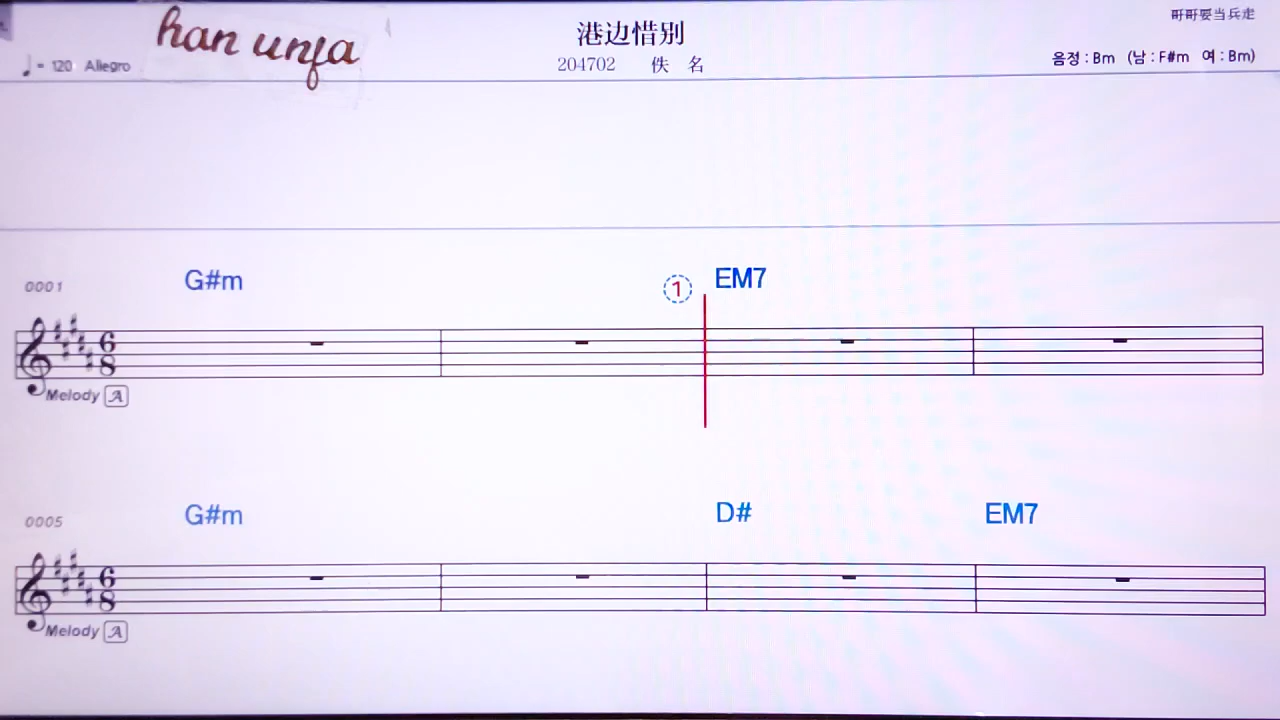 han unfa
港边惜别
哥哥要当兵走
♩ = 120 Allegro
204702 佚 名
음정 : Bm (남 : F#m 여 : Bm)
0001 G#m ① EM7
6/8
Melody A
0005 G#m D# EM7
6/8
Melody A